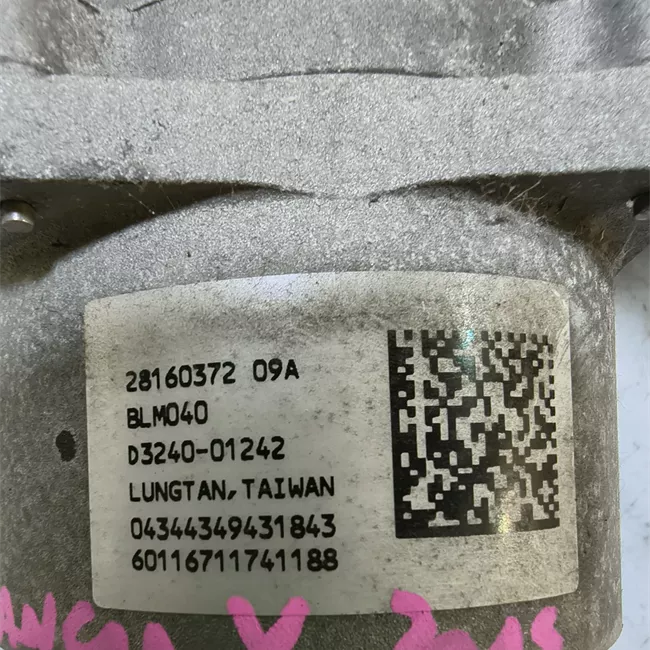 28160372 09A
BLM040
D3240-01242
LUNGTAN, TAIWAN
04344349431843
60116711741188